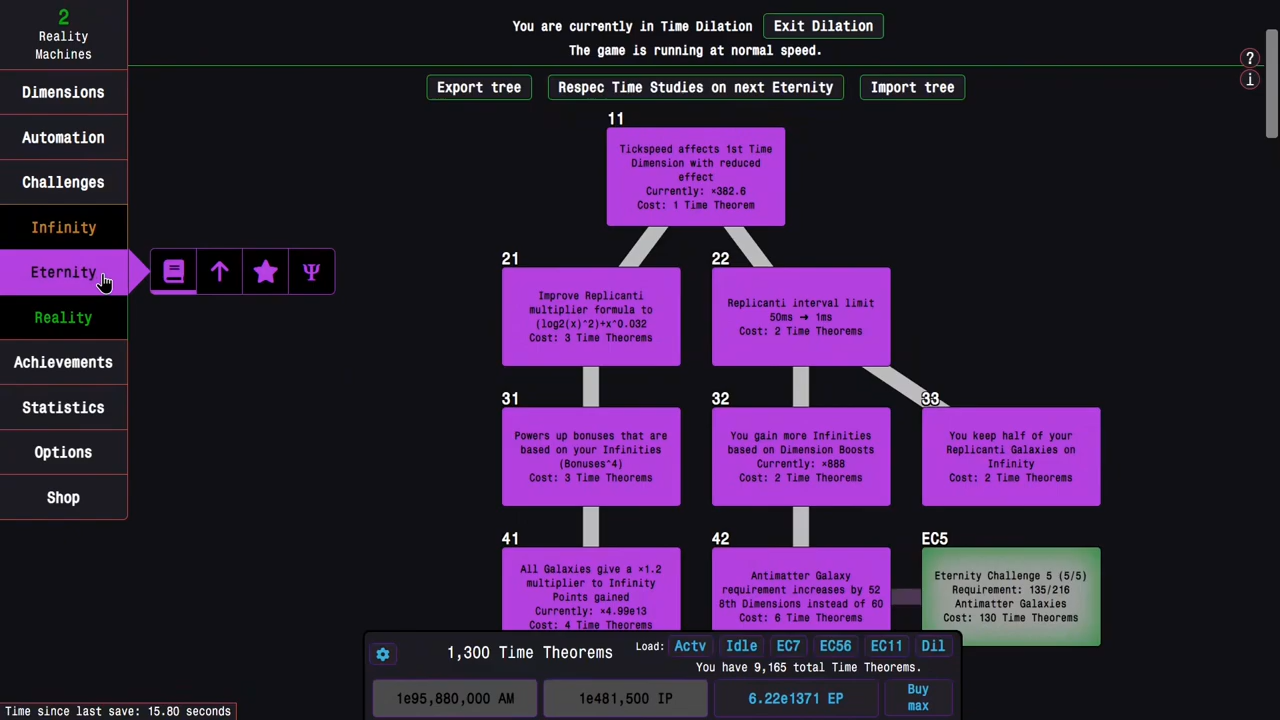 2
Reality
Machines
Dimensions
Automation
Challenges
Infinity
Eternity
Reality
Achievements
Statistics
Options
Shop
Time since last save: 15.80 seconds
You are currently in Time Dilation
Exit Dilation
The game is running at normal speed.
?
i
Export tree
Respec Time Studies on next Eternity
Import tree
Ψ
11
Tickspeed affects 1st Time
Dimension with reduced
effect
Currently: ×382.6
Cost: 1 Time Theorem
21
Improve Replicanti
multiplier formula to
(log2(x)^2)+x^0.032
Cost: 3 Time Theorems
22
Replicanti interval limit
50ms ➜ 1ms
Cost: 2 Time Theorems
31
Powers up bonuses that are
based on your Infinities
(Bonuses^4)
Cost: 3 Time Theorems
32
You gain more Infinities
based on Dimension Boosts
Currently: ×888
Cost: 2 Time Theorems
33
You keep half of your
Replicanti Galaxies on
Infinity
Cost: 2 Time Theorems
41
All Galaxies give a ×1.2
multiplier to Infinity
Points gained
Currently: ×4.99e13
Cost: 4 Time Theorems
42
Antimatter Galaxy
requirement increases by 52
8th Dimensions instead of 60
Cost: 6 Time Theorems
EC5
Eternity Challenge 5 (5/5)
Requirement: 135/216
Antimatter Galaxies
Cost: 130 Time Theorems
1,300 Time Theorems
Load: Actv Idle EC7 EC56 EC11 Dil
You have 9,165 total Time Theorems.
1e95,880,000 AM
1e481,500 IP
6.22e1371 EP
Buy
max